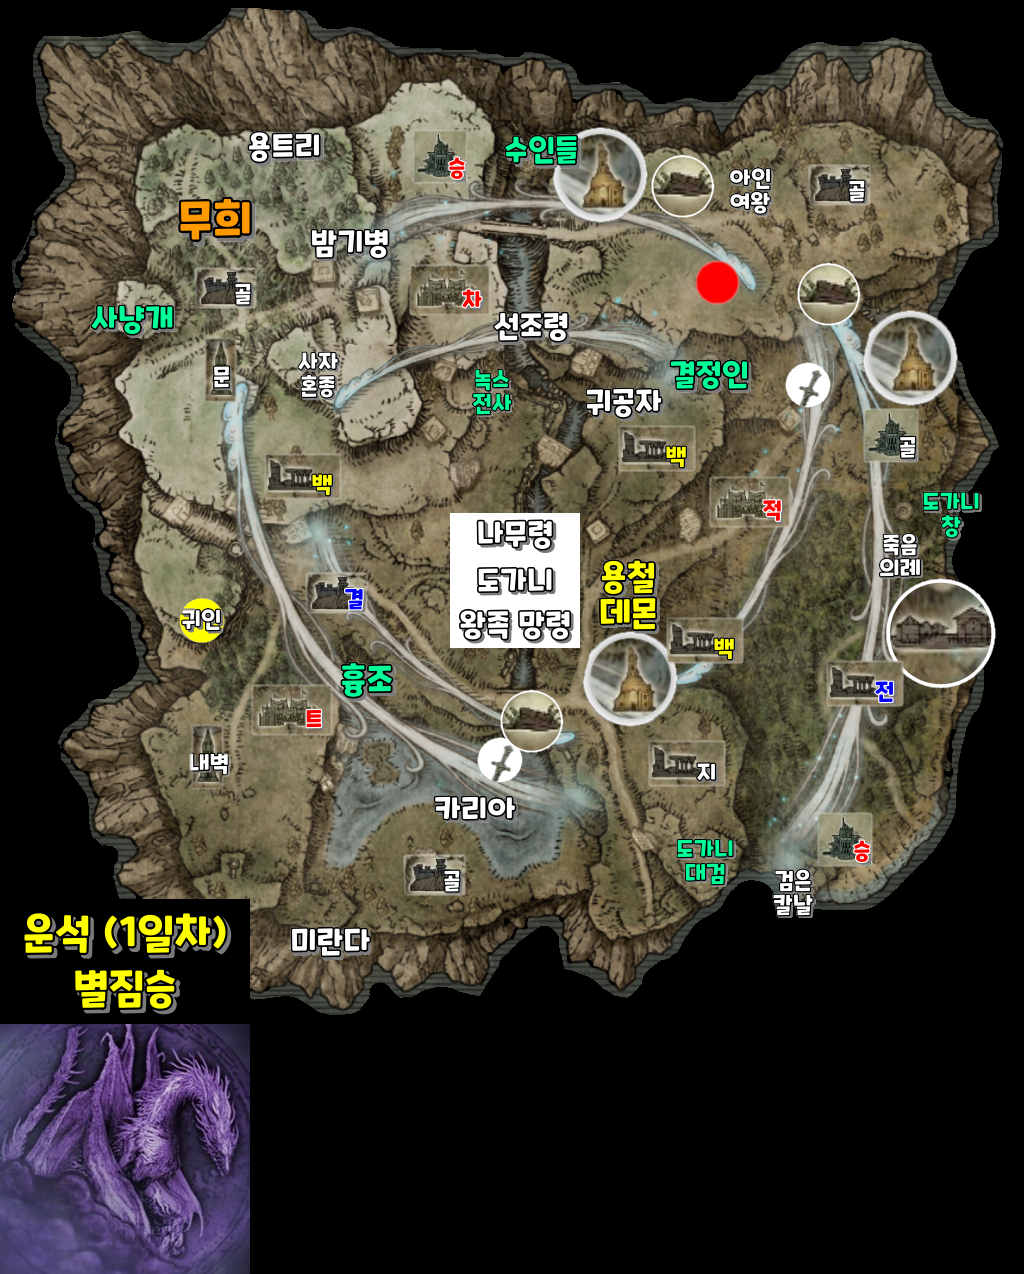 용트리
승
수인들
아인
여왕
골
무희
밤기병
골
차
사냥개
선조령
문
사자
혼종
녹스
전사
결정인
귀공자
백
백
적
골
도가니
창
죽음
의례
나무령
도가니
왕족 망령
용철
데몬
결
귀인
백
흉조
트
전
내벽
지
카리아
도가니
대검
승
골
검은
칼날
미란다
운석 (1일차)
별짐승